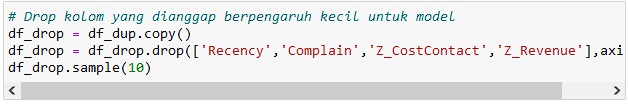 # Drop kolom yang dianggap berpengaruh kecil untuk model
df_drop = df_dup.copy()
df_drop = df_drop.drop(['Recency','Complain','Z_CostContact','Z_Revenue'],axi
df_drop.sample(10)